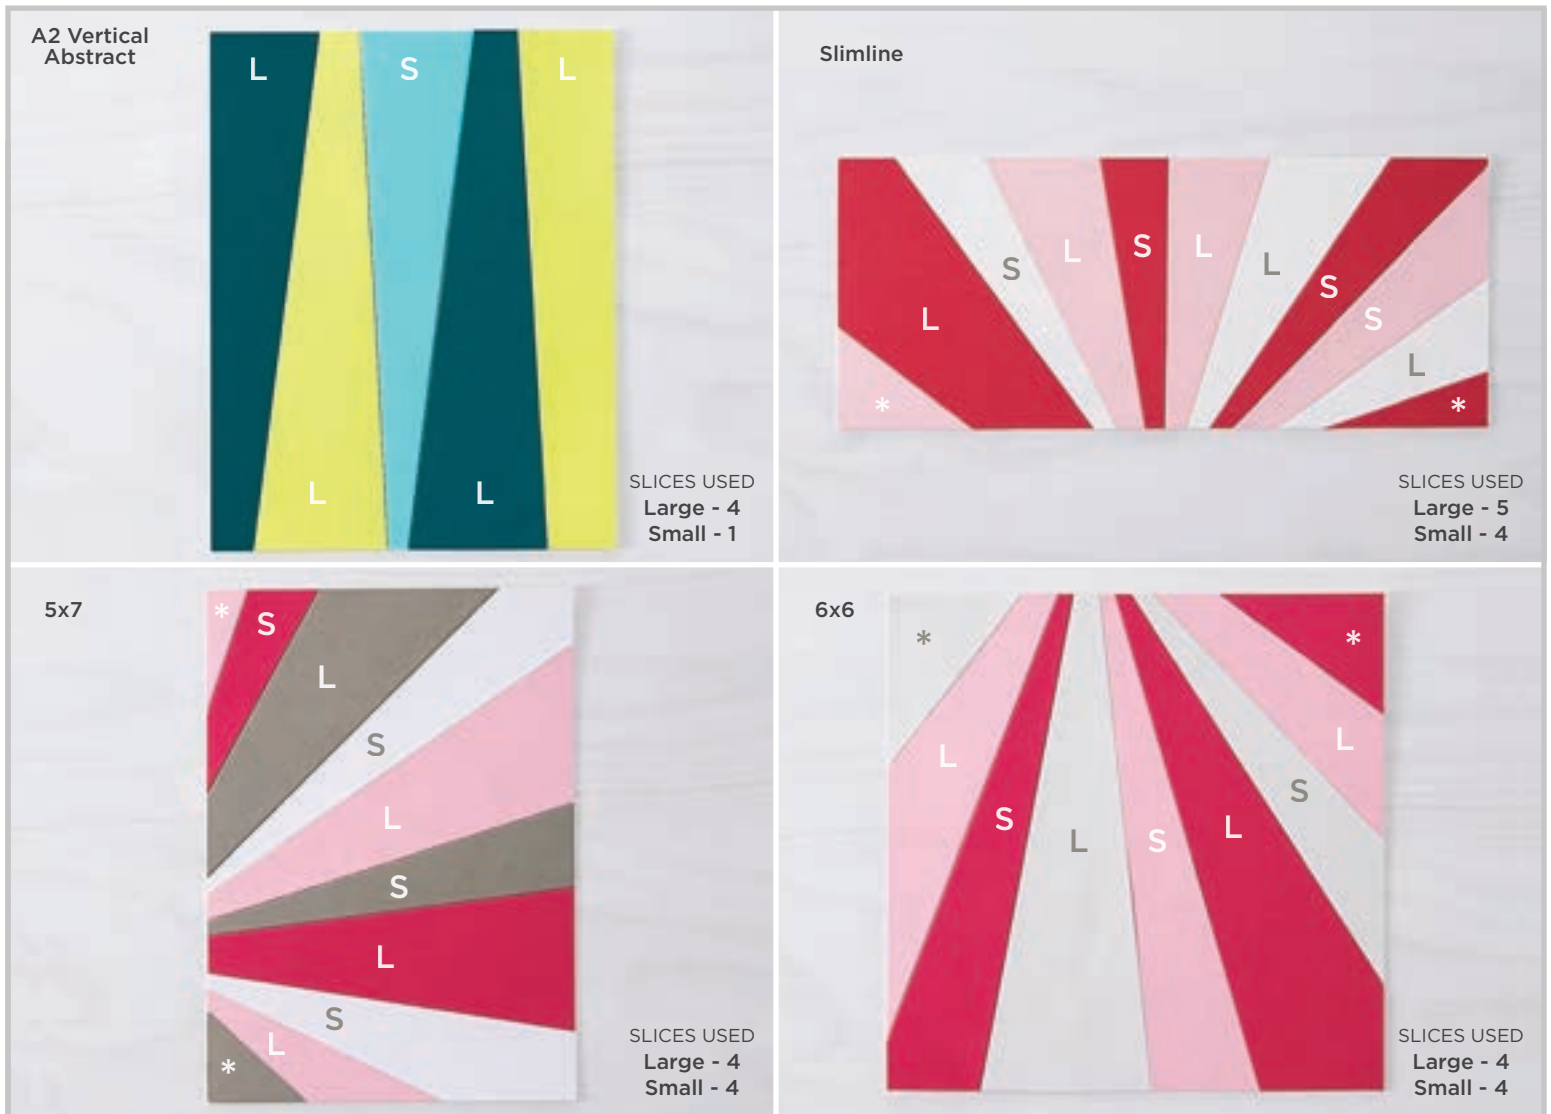 A2 Vertical
Abstract
L
S
L
L
L
SLICES USED
Large - 4
Small - 1
Slimline
S
L
S
L
L
S
S
L
L
*
*
SLICES USED
Large - 5
Small - 4
5x7
*
S
L
S
L
S
L
S
L
*
SLICES USED
Large - 4
Small - 4
6x6
*
*
L
L
S
S
L
S
L
SLICES USED
Large - 4
Small - 4